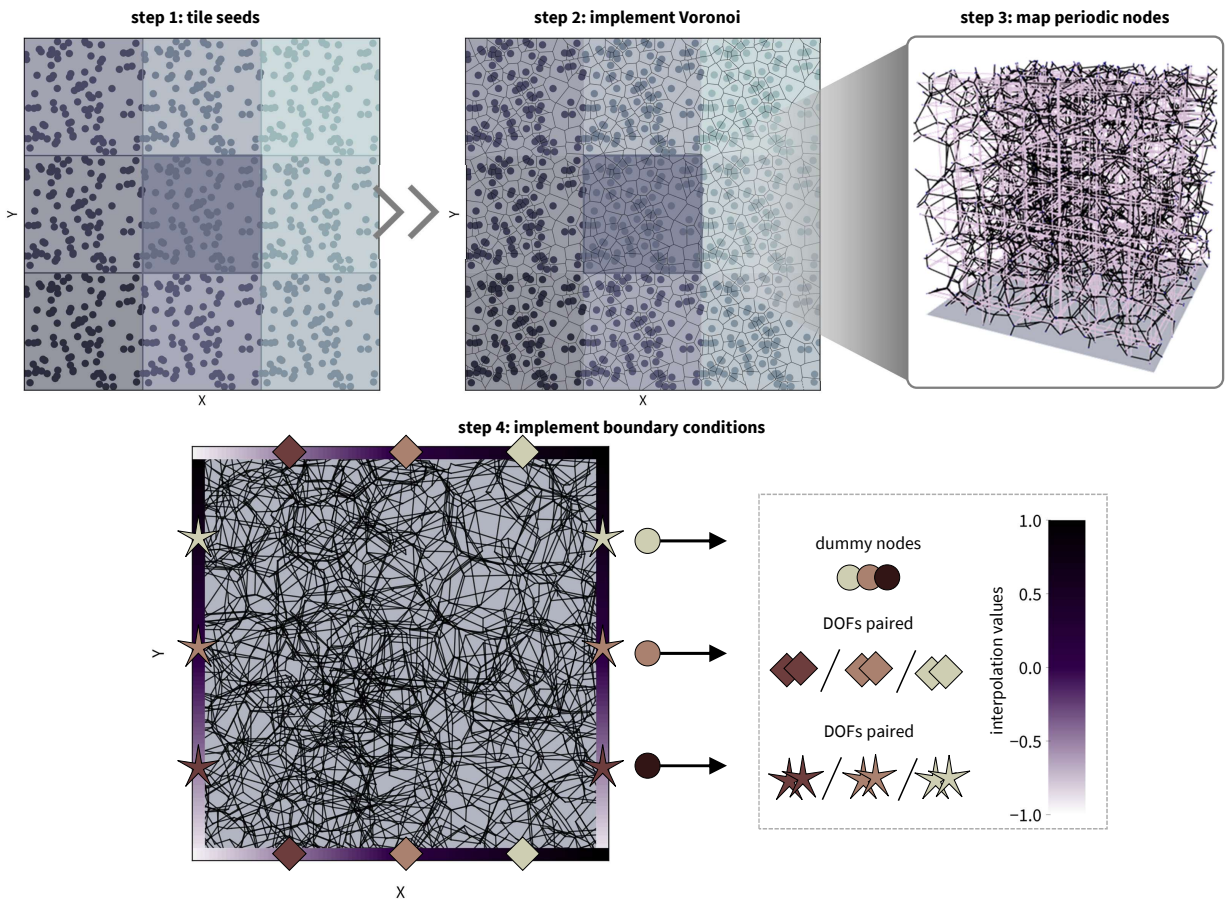 step 1: tile seeds
step 2: implement Voronoi
step 3: map periodic nodes
Y
X
Y
X
step 4: implement boundary conditions
Y
X
dummy nodes
DOFs paired
/ /
DOFs paired
/ /
interpolation values
1.0
0.5
0.0
−0.5
−1.0